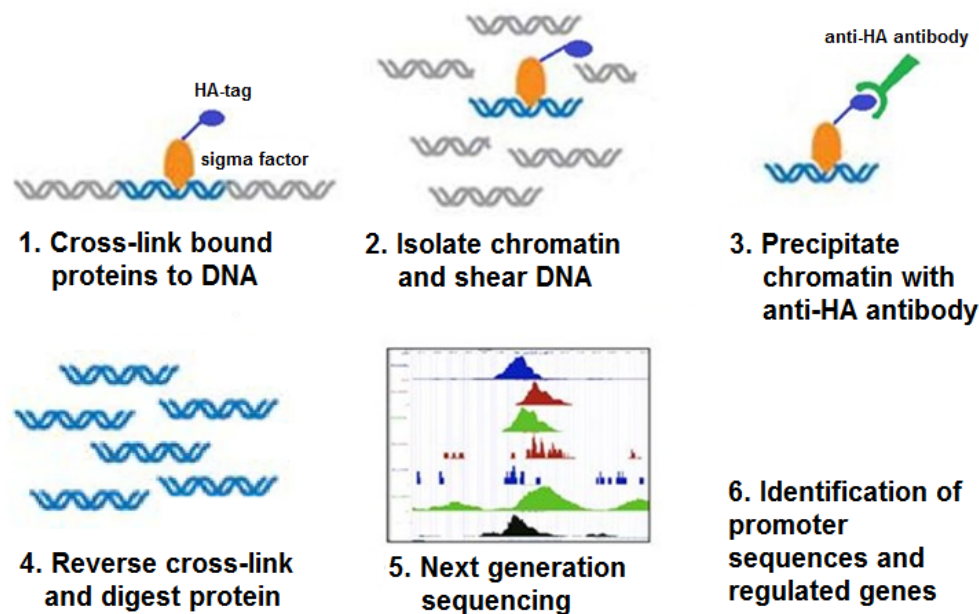 HA-tag
sigma factor
1. Cross-link bound
proteins to DNA
2. Isolate chromatin
and shear DNA
anti-HA antibody
3. Precipitate
chromatin with
anti-HA antibody
4. Reverse cross-link
and digest protein
5. Next generation
sequencing
6. Identification of
promoter
sequences and
regulated genes